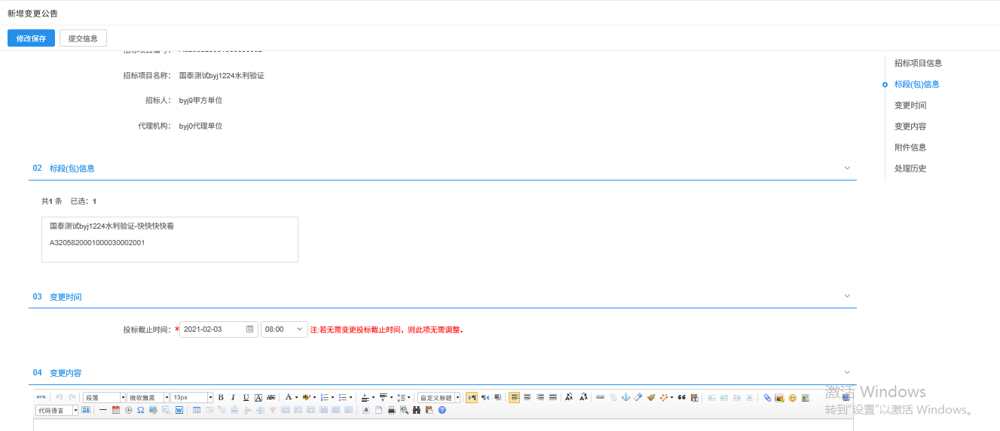 新增变更公告
修改保存 提交信息
招标项目名称： 国泰测试byj1224水利验证
招标人： byj9甲方单位
代理机构： byj0代理单位
02 标段(包)信息
共1 条 已选：1
国泰测试byj1224水利验证-快快快快看
A3205820001000030002001
03 变更时间
投标截止时间：*2021-02-03 08:00 注:若无需变更投标截止时间，则此项无需调整。
04 变更内容
HTML 段落 微软雅黑 13px B I U A ABC 自定义标题
代码语言
招标项目信息
标段(包)信息
变更时间
变更内容
附件信息
处理历史
激活 Windows
转到"设置"以激活 Windows。